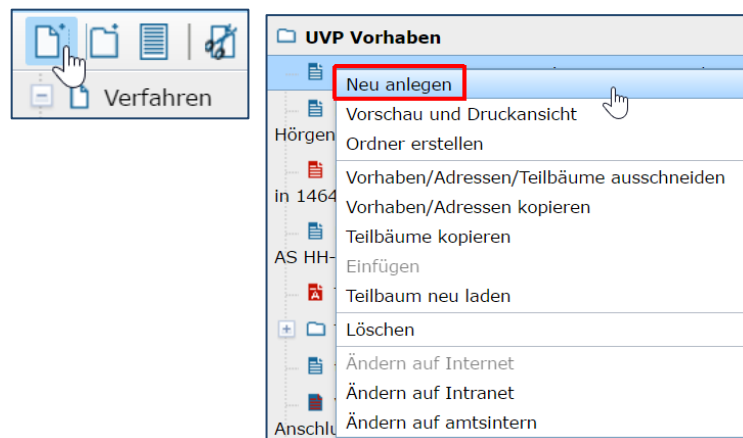 Verfahren
UVP Vorhaben
Neu anlegen
Vorschau und Druckansicht
Hörgen
Ordner erstellen
Vorhaben/Adressen/Teilbäume ausschneiden
in 1464
Vorhaben/Adressen kopieren
Teilbäume kopieren
AS HH-
Einfügen
Teilbaum neu laden
Löschen
Ändern auf Internet
Ändern auf Intranet
Ändern auf amtsintern
Anschlu